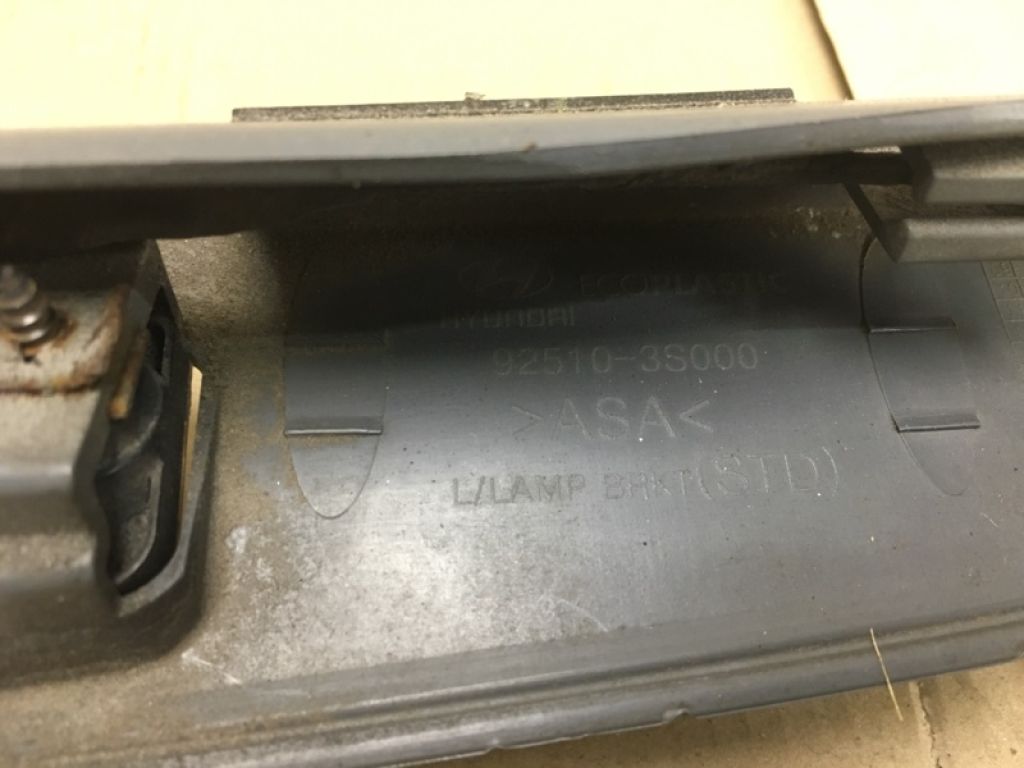 ECOPLASTIC
HYUNDAI
92510-3S000
>ASA<
L/LAMP BRKT(STD)